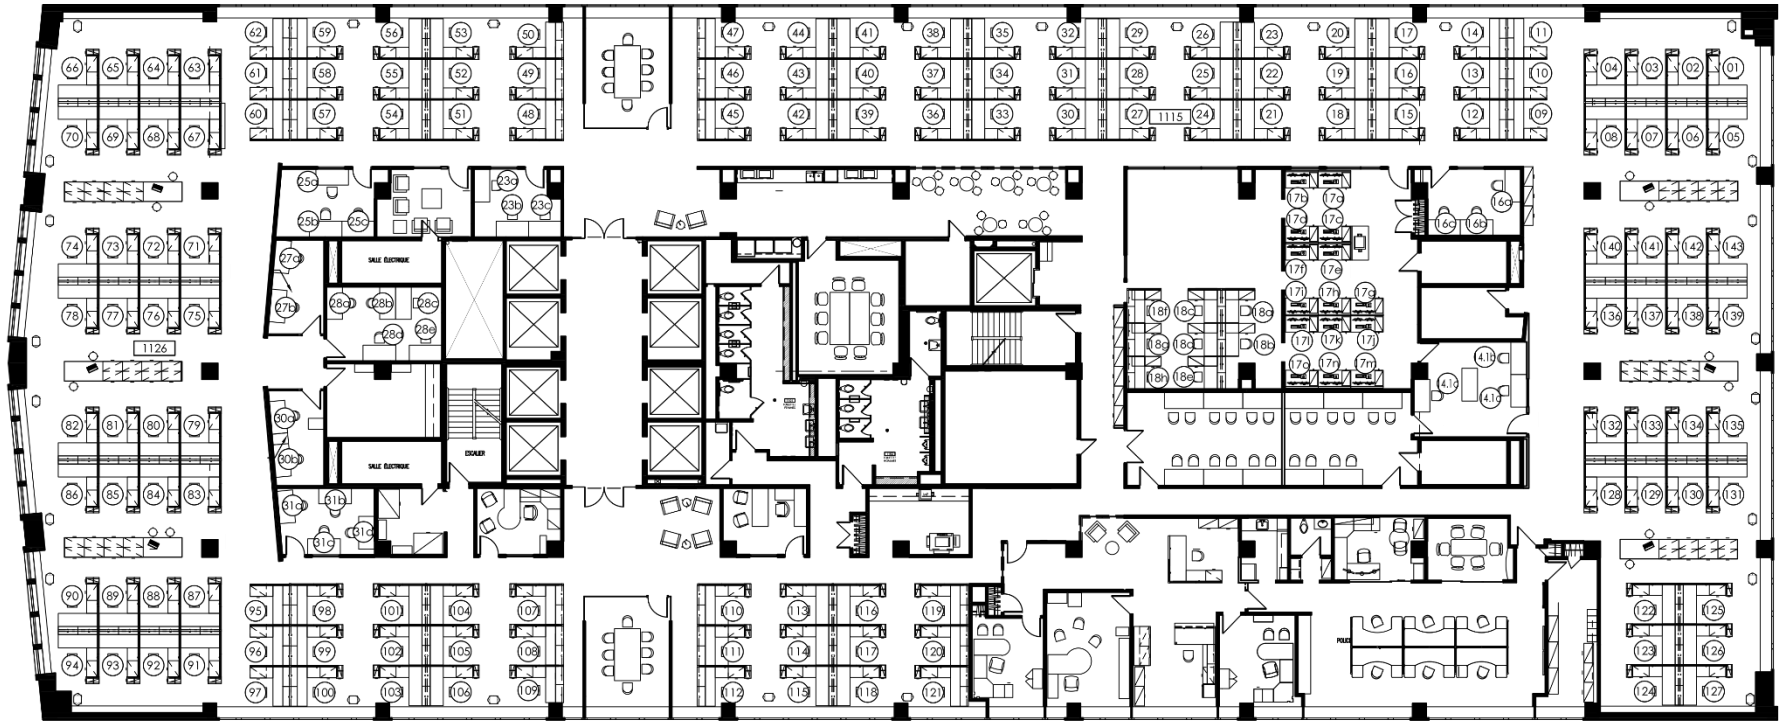 62 59 56 53 50 47 44 41 38 35 32 29 26 23 20 17 14 11
66 65 64 63 61 58 55 52 49 46 43 40 37 34 31 28 25 22 19 16 13 10 04 03 02 01
60 57 54 51 48 45 42 39 36 33 30 27 1115 24 21 18 15 12 09
70 69 68 67 08 07 06 05
25a 23a 17b 17a 16a
25b 25c 23b 23c 17d 17c 16c 16b
74 73 72 71 140 141 142 143
27a SALLE ÉLECTRIQUE 17f 17e
27b 28a 28b 28c 17i 17h 17g
78 77 76 75 28d 28e 18f 18c 18a 136 137 138 139
1126 18g 18d 18b 17l 17k 17j 14.1b
18h 18e 17o 17n 17m 14.1c 14.1a
82 81 80 79 30a 132 133 134 135
30b SALLE ÉLECTRIQUE ESCALIER
86 85 84 83 31a 31b 128 129 130 131
31c 31d
90 89 88 87 95 98 101 104 107 110 113 116 119 122 125
POLICE
96 99 102 105 108 111 114 117 120 123 126
94 93 92 91 97 100 103 106 109 112 115 118 121 124 127